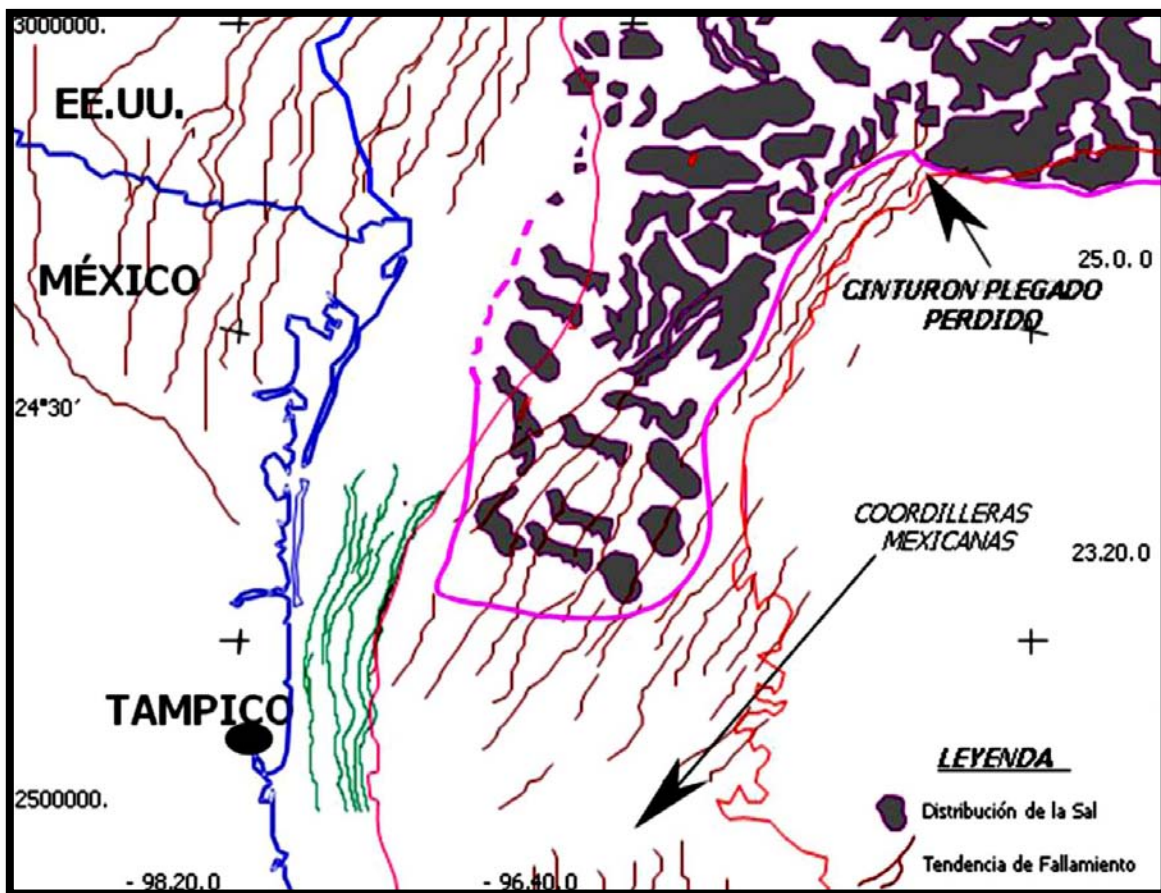 3000000.
EE.UU.
MÉXICO
25.0. 0
CINTURON PLEGADO
PERDIDO
24°30´
COORDILLERAS
MEXICANAS
23.20.0
TAMPICO
LEYENDA
2500000.
Distribución de la Sal
Tendencia de Fallamiento
- 98.20.0
- 96.40.0